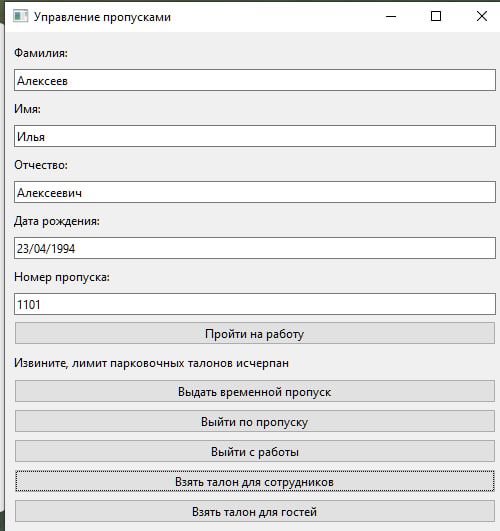 Управление пропусками
Фамилия:
Алексеев
Имя:
Илья
Отчество:
Алексеевич
Дата рождения:
23/04/1994
Номер пропуска:
1101
Пройти на работу
Извините, лимит парковочных талонов исчерпан
Выдать временной пропуск
Выйти по пропуску
Выйти с работы
Взять талон для сотрудников
Взять талон для гостей